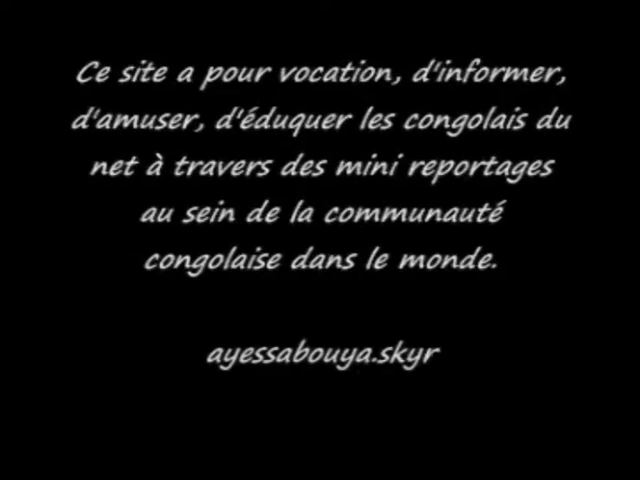 Ce site a pour vocation, d'informer,
d'amuser, d'éduquer les congolais du
net à travers des mini reportages
au sein de la communauté
congolaise dans le monde.
ayessabouya.skyr